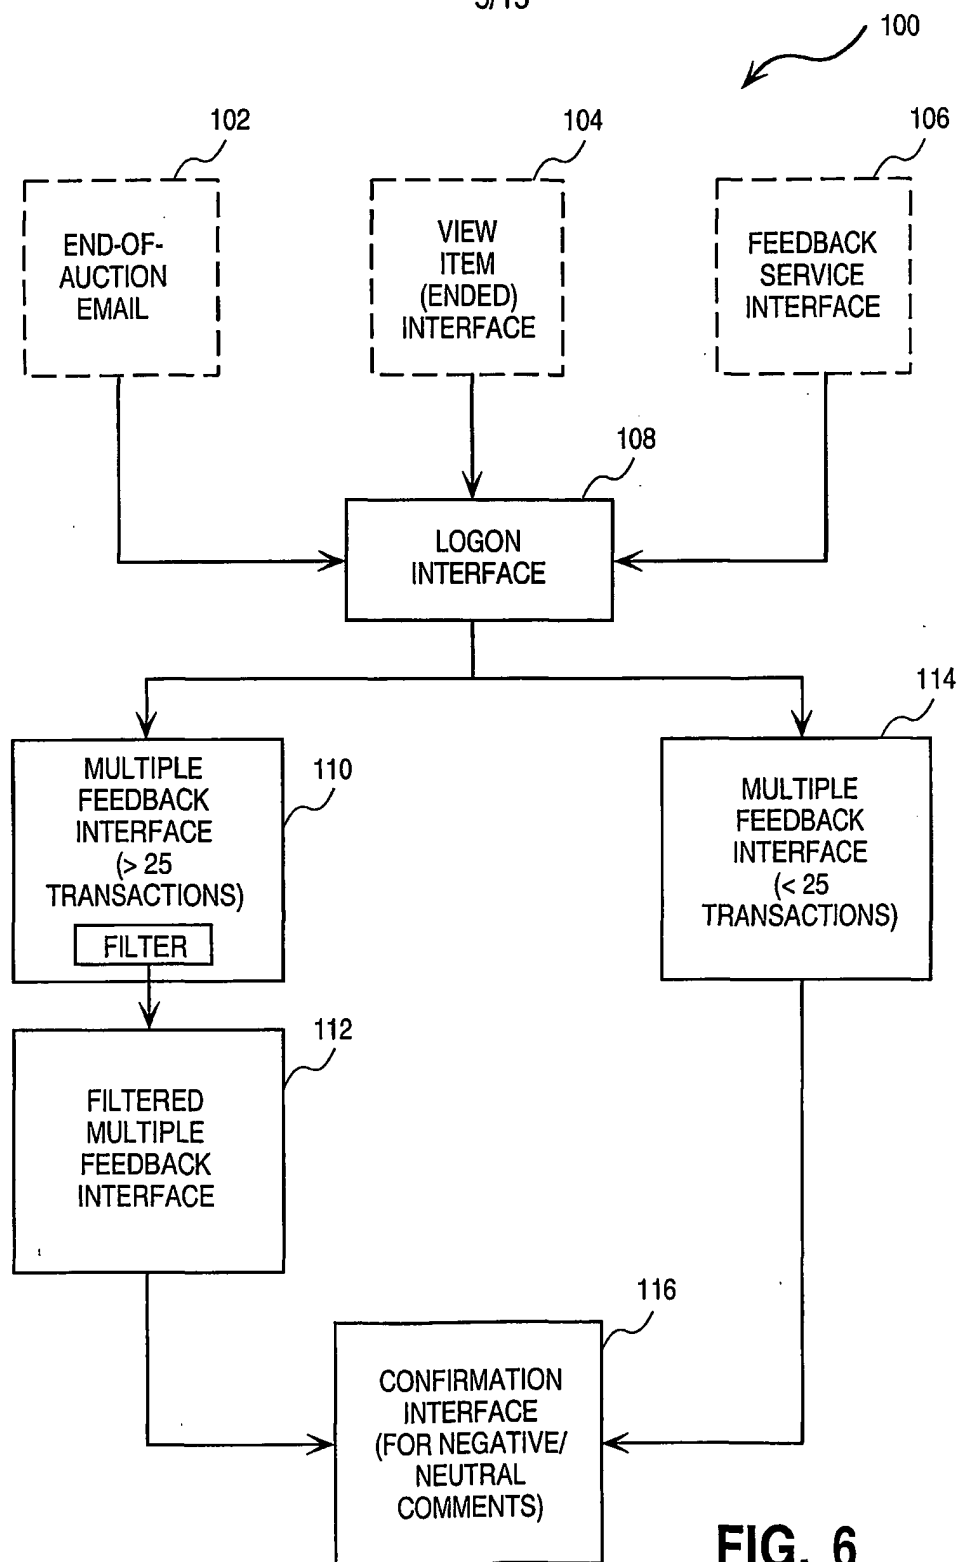 5/15
100
102
104
106
END-OF-
AUCTION
EMAIL
VIEW
ITEM
(ENDED)
INTERFACE
FEEDBACK
SERVICE
INTERFACE
108
LOGON
INTERFACE
114
110
MULTIPLE
FEEDBACK
INTERFACE
(> 25
TRANSACTIONS)
FILTER
MULTIPLE
FEEDBACK
INTERFACE
(< 25
TRANSACTIONS)
112
FILTERED
MULTIPLE
FEEDBACK
INTERFACE
116
CONFIRMATION
INTERFACE
(FOR NEGATIVE/
NEUTRAL
COMMENTS)
FIG. 6